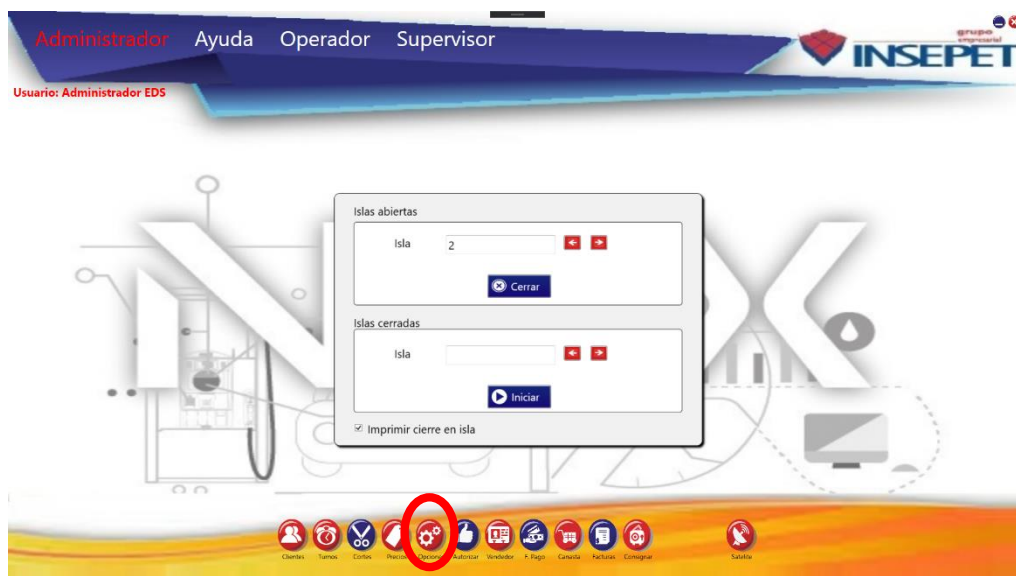 Administrador Ayuda Operador Supervisor
grupo
empresarial
INSEPET
Usuario: Administrador EDS
Islas abiertas
Isla 2
Cerrar
Islas cerradas
Isla
Iniciar
Imprimir cierre en isla
Clientes Turnos Cortes Precios Opciones Autorizar Vendedor F. Pago Canasta Facturas Consignar Satelite